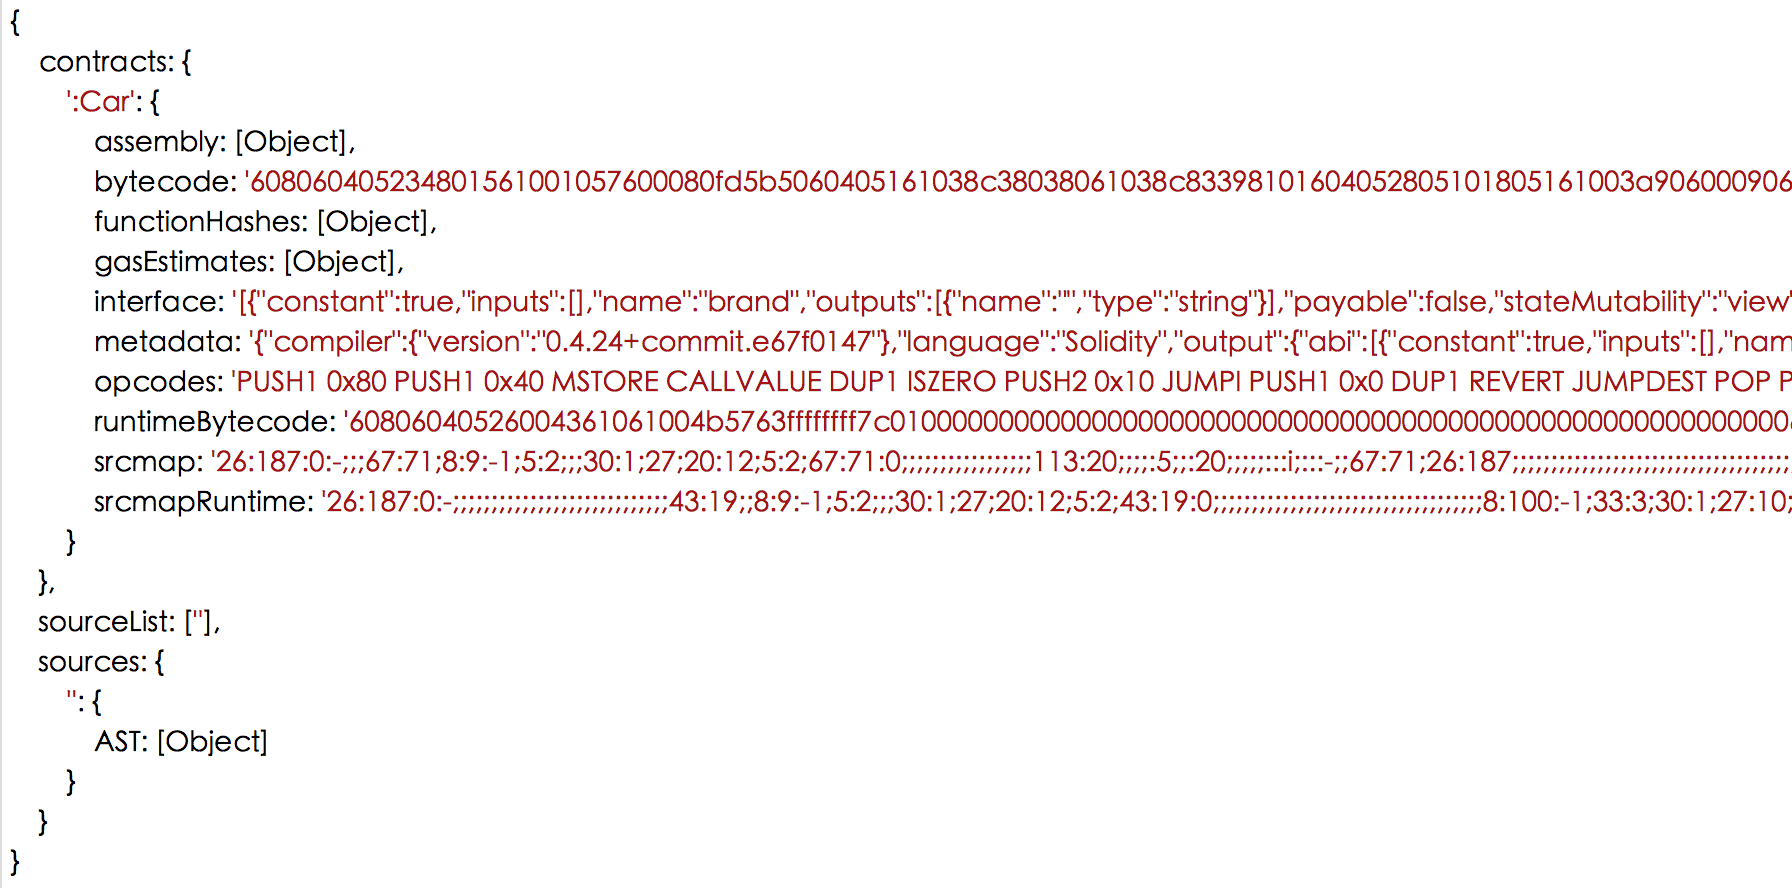 {
contracts: {
':Car': {
assembly: [Object],
bytecode: '608060405234801561001057600080fd5b5060405161038c38038061038c83398101604052805101805161003a906000906
functionHashes: [Object],
gasEstimates: [Object],
interface: '[{"constant":true,"inputs":[],"name":"brand","outputs":[{"name":"","type":"string"}],"payable":false,"stateMutability":"view"
metadata: '{"compiler":{"version":"0.4.24+commit.e67f0147"},"language":"Solidity","output":{"abi":[{"constant":true,"inputs":[],"nam
opcodes: 'PUSH1 0x80 PUSH1 0x40 MSTORE CALLVALUE DUP1 ISZERO PUSH2 0x10 JUMPI PUSH1 0x0 DUP1 REVERT JUMPDEST POP P
runtimeBytecode: '60806040526004361061004b5763ffffffff7c0100000000000000000000000000000000000000000000000000000000
srcmap: '26:187:0:-;;;67:71;8:9:-1;5:2;;;30:1;27;20:12;5:2;67:71:0;;;;;;;;;;;;;;;;;113:20;;;;;:5;;:20;;;;;:::i;:::-;;67:71;26:187;;;;;;;;;;;;;;;;;;;;;;;;;;;;;;;;;;;;;
srcmapRuntime: '26:187:0:-;;;;;;;;;;;;;;;;;;;;;;;;;;;;;43:19;;8:9:-1;5:2;;;30:1;27;20:12;5:2;43:19:0;;;;;;;;;;;;;;;;;;;;;;;;;;;;;;;;;;;;8:100:-1;33:3;30:1;27:10;
}
},
sourceList: [''],
sources: {
'': {
AST: [Object]
}
}
}